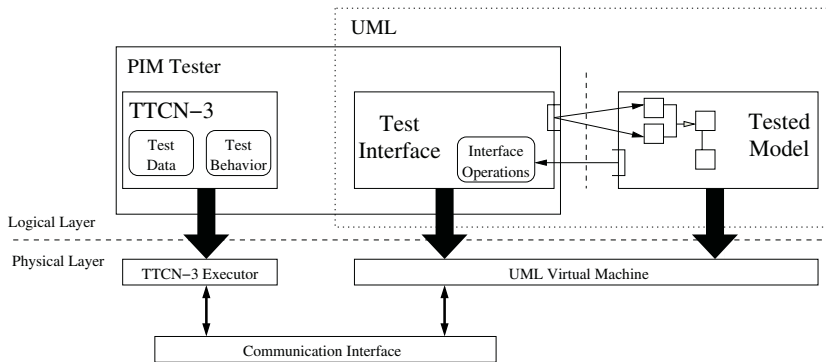 UML
PIM Tester
TTCN−3
Test
Data
Test
Behavior
Test
Interface
Interface
Operations
Tested
Model
Logical Layer
Physical Layer
TTCN−3 Executor
UML Virtual Machine
Communication Interface